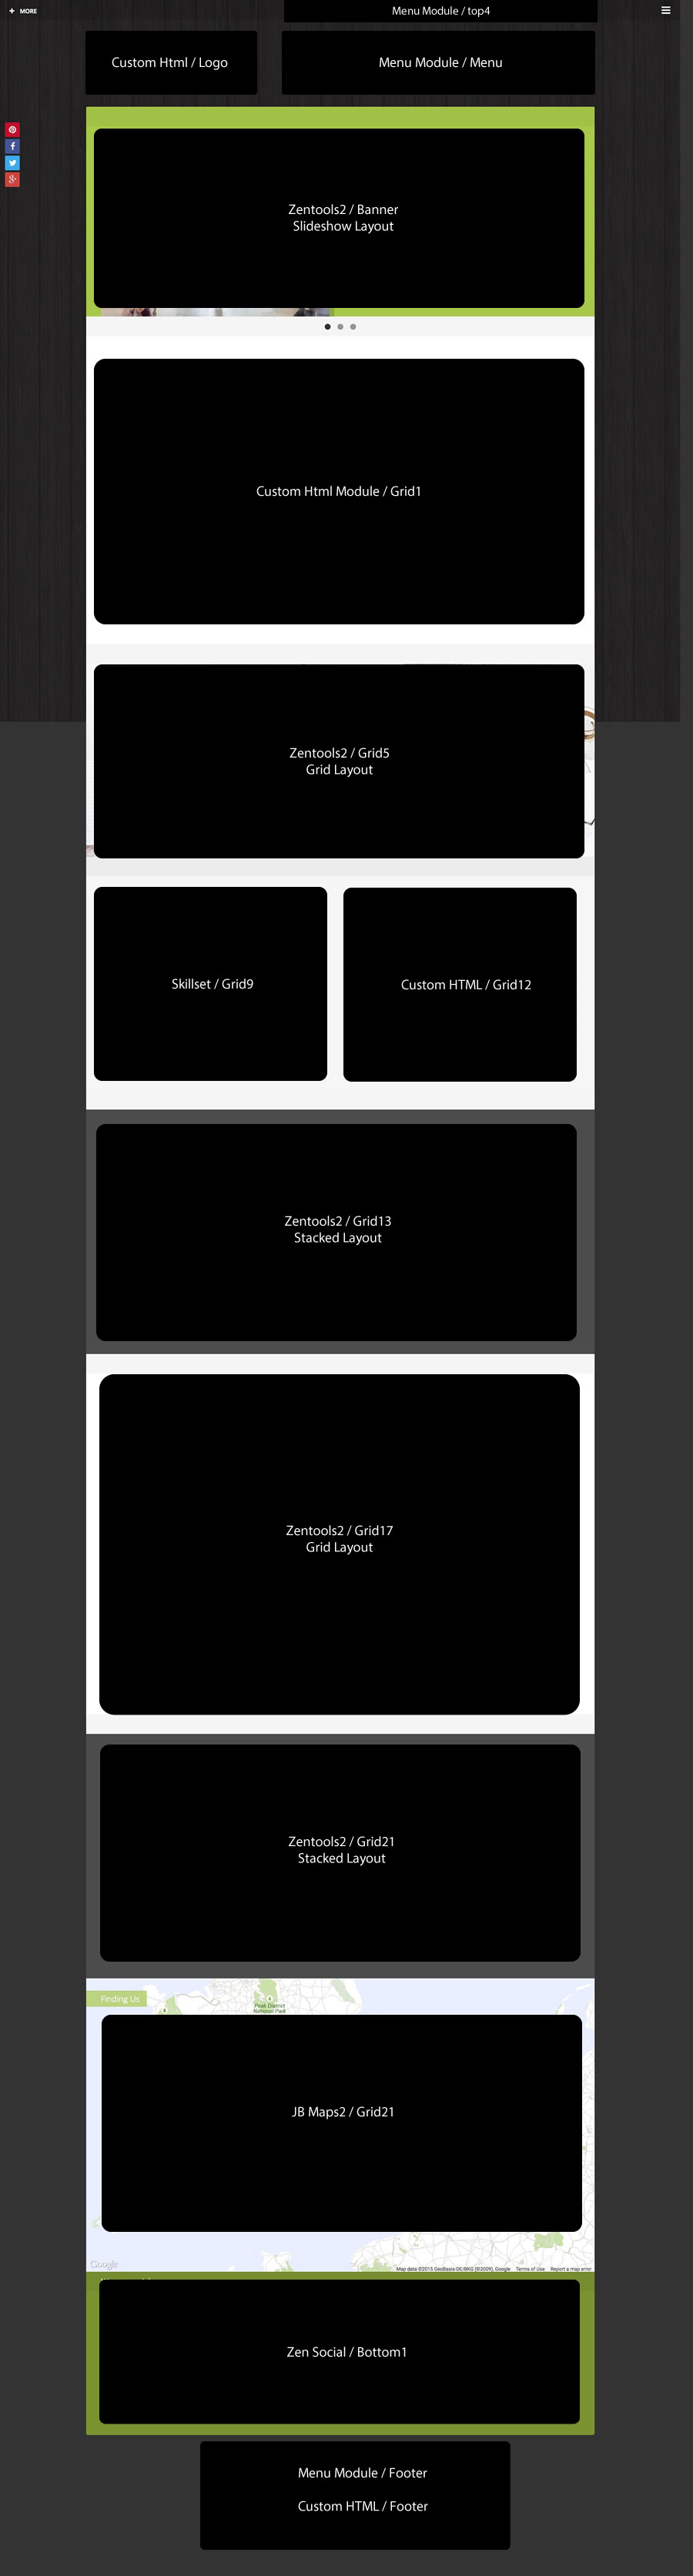 MORE
Menu Module / top4
Custom Html / Logo
Menu Module / Menu
Zentools2 / Banner
Slideshow Layout
Custom Html Module / Grid1
Zentools2 / Grid5
Grid Layout
Skillset / Grid9
Custom HTML / Grid12
Zentools2 / Grid13
Stacked Layout
Zentools2 / Grid17
Grid Layout
Zentools2 / Grid21
Stacked Layout
Finding Us
Peak District
National Park
JB Maps2 / Grid21
Google
Map data ©2015 GeoBasis-DE/BKG (©2009), Google Terms of Use Report a map error
Zen Social / Bottom1
Menu Module / Footer
Custom HTML / Footer